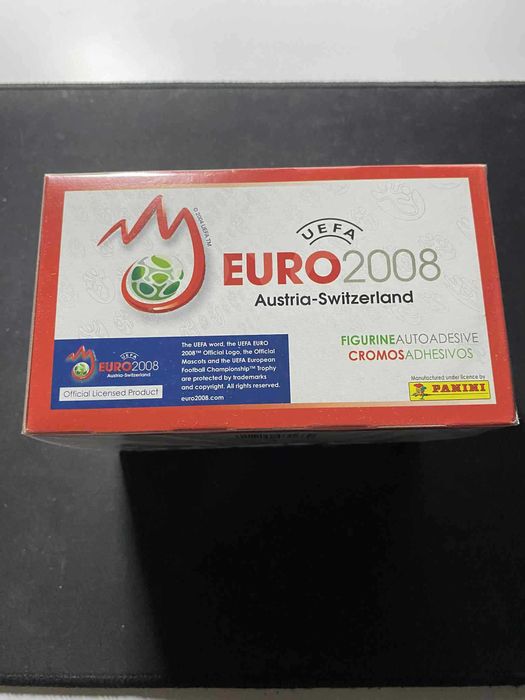 © 2004 UEFA TM
UEFA
EURO2008
Austria-Switzerland
FIGURINEAUTOADESIVE
CROMOSADHESIVOS
Manufactured under licence by
PANINI
UEFA
EURO2008
Austria-Switzerland
Official Licensed Product
The UEFA word, the UEFA EURO
2008™ Official Logo, the Official
Mascots and the UEFA European
Football Championship™ Trophy
are protected by trademarks
and copyright. All rights reserved.
euro2008.com